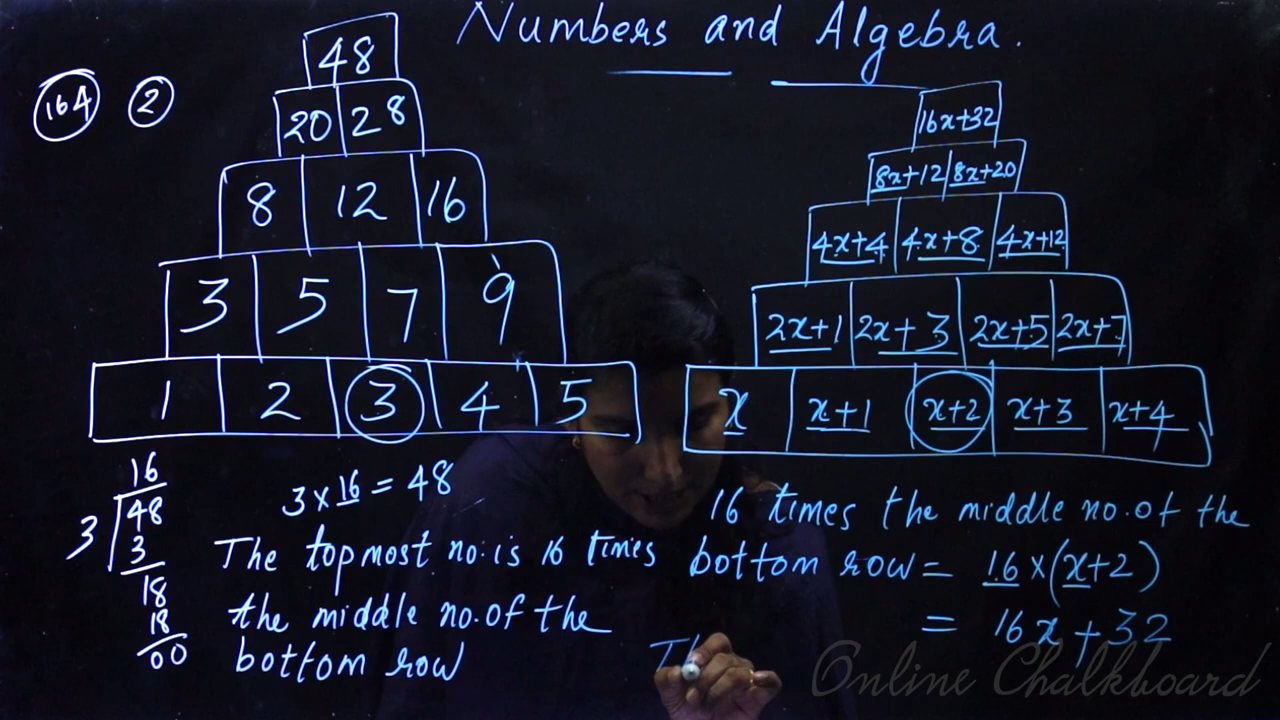 Numbers and Algebra.
164 2
48
20 28
8 12 16
3 5 7 9
1 2 3 4 5
16
3 48
3
18
18
00
3 × 16 = 48
The topmost no. is 16 times
the middle no. of the
bottom row
16x+32
8x+12 8x+20
4x+4 4x+8 4x+12
2x+1 2x+3 2x+5 2x+7
x x+1 x+2 x+3 x+4
16 times the middle no. of the
bottom row = 16×(x+2)
= 16x+32
Th
Online Chalkboard